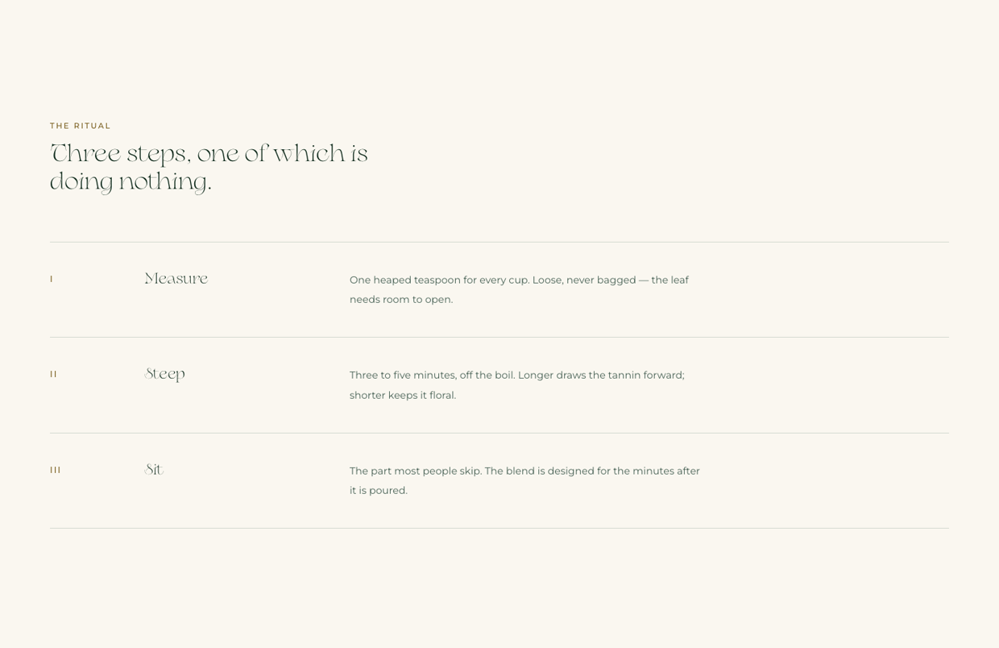 THE RITUAL
Three steps, one of which is
doing nothing.
I
Measure
One heaped teaspoon for every cup. Loose, never bagged — the leaf
needs room to open.
II
Steep
Three to five minutes, off the boil. Longer draws the tannin forward;
shorter keeps it floral.
III
Sit
The part most people skip. The blend is designed for the minutes after
it is poured.